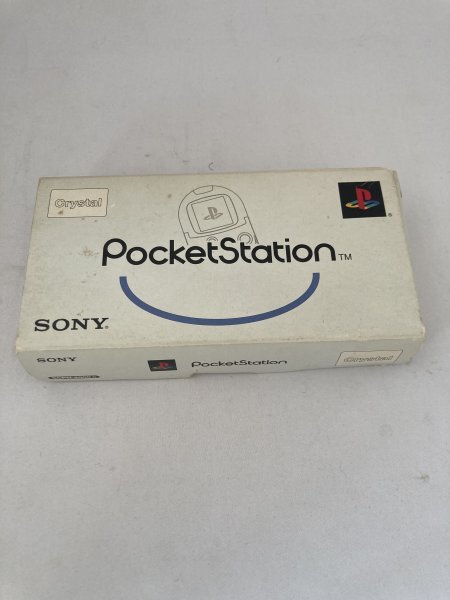 Crystal
PocketStation™
SONY®
SONY
PocketStation
Crystal